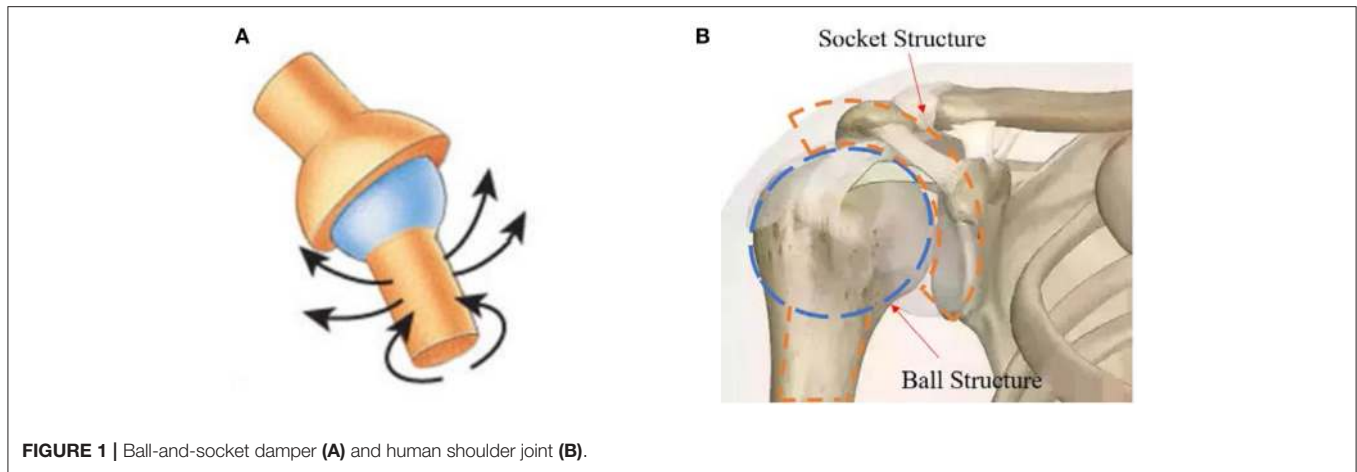 A
B
Socket Structure
Ball Structure
FIGURE 1 | Ball-and-socket damper (A) and human shoulder joint (B).